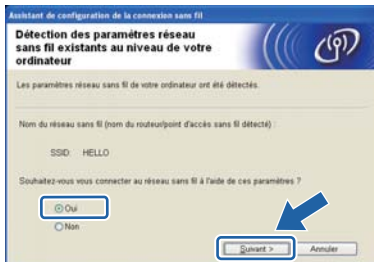 Assistant de configuration de la connexion sans fil
Détection des paramètres réseau
sans fil existants au niveau de votre
ordinateur
Les paramètres réseau sans fil de votre ordinateur ont été détectés.
Nom du réseau sans fil (nom du routeur/point d'accès sans fil détecté) :
SSID: HELLO
Souhaitez-vous vous connecter au réseau sans fil à l'aide de ces paramètres ?
Oui
Non
Suivant > Annuler